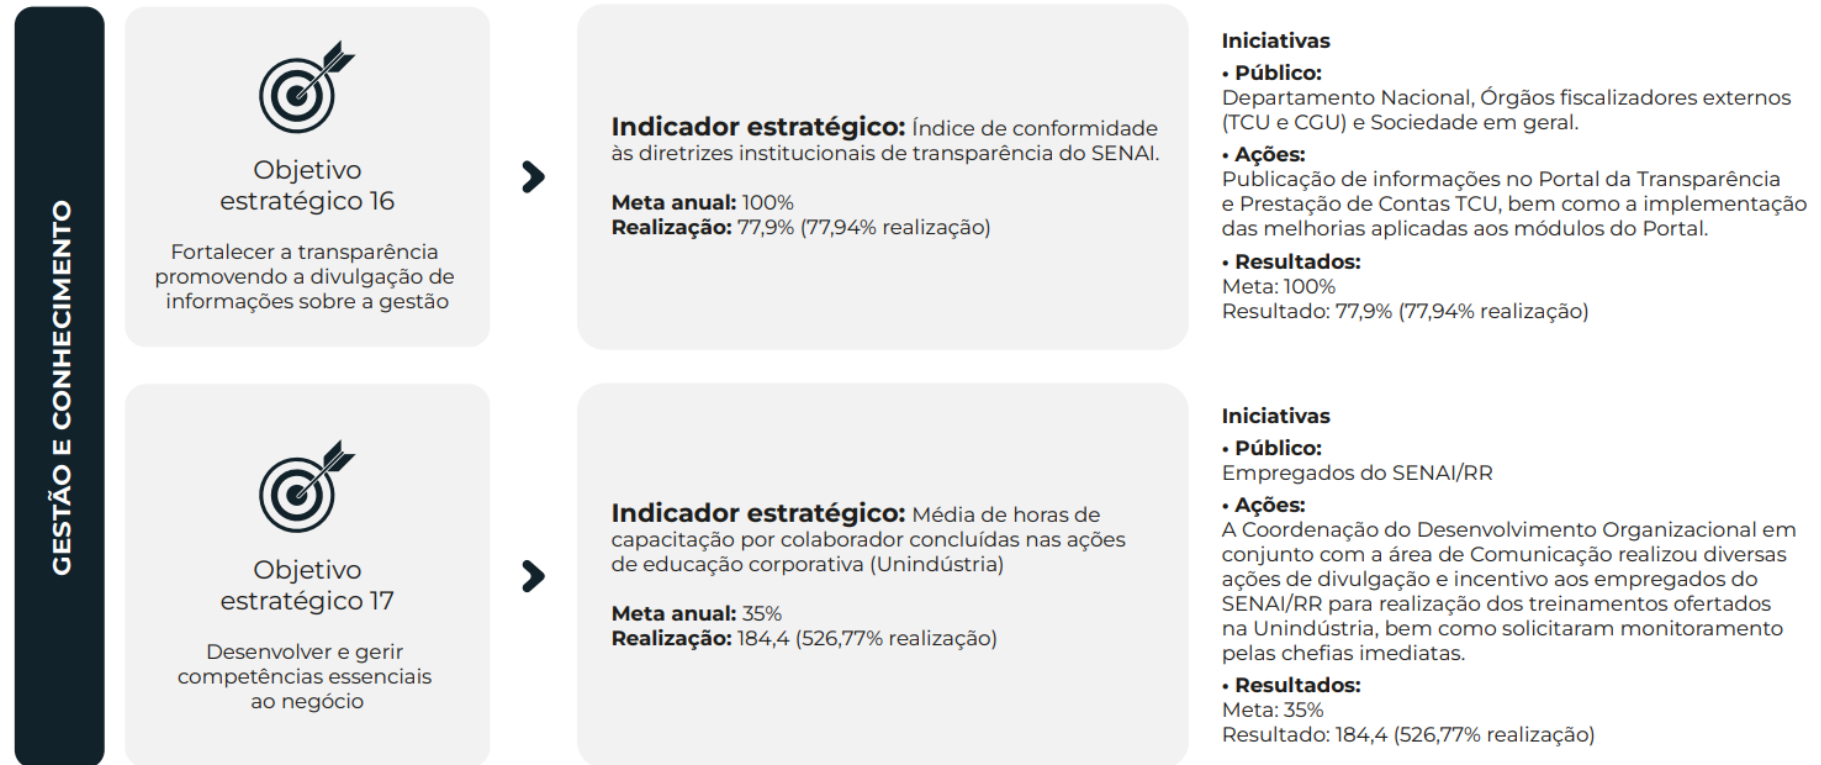 GESTÃO E CONHECIMENTO
Objetivo
estratégico 16
Fortalecer a transparência
promovendo a divulgação de
informações sobre a gestão
Indicador estratégico: Índice de conformidade
às diretrizes institucionais de transparência do SENAI.
Meta anual: 100%
Realização: 77,9% (77,94% realização)
Iniciativas
• Público:
Departamento Nacional, Órgãos fiscalizadores externos
(TCU e CGU) e Sociedade em geral.
• Ações:
Publicação de informações no Portal da Transparência
e Prestação de Contas TCU, bem como a implementação
das melhorias aplicadas aos módulos do Portal.
• Resultados:
Meta: 100%
Resultado: 77,9% (77,94% realização)
Objetivo
estratégico 17
Desenvolver e gerir
competências essenciais
ao negócio
Indicador estratégico: Média de horas de
capacitação por colaborador concluídas nas ações
de educação corporativa (Unindústria)
Meta anual: 35%
Realização: 184,4 (526,77% realização)
Iniciativas
• Público:
Empregados do SENAI/RR
• Ações:
A Coordenação do Desenvolvimento Organizacional em
conjunto com a área de Comunicação realizou diversas
ações de divulgação e incentivo aos empregados do
SENAI/RR para realização dos treinamentos ofertados
na Unindústria, bem como solicitaram monitoramento
pelas chefias imediatas.
• Resultados:
Meta: 35%
Resultado: 184,4 (526,77% realização)